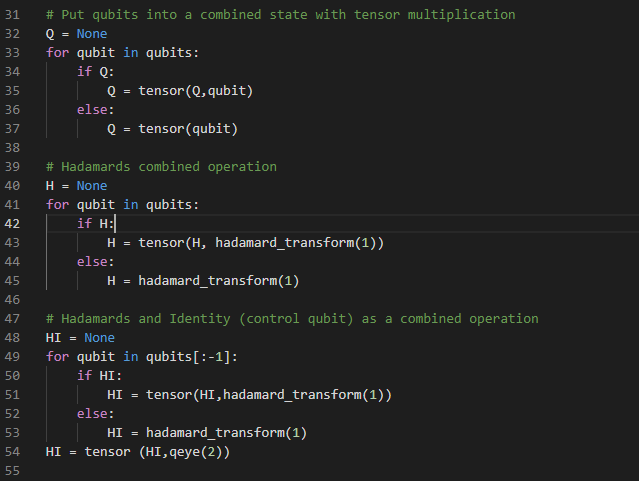 31 # Put qubits into a combined state with tensor multiplication
32 Q = None
33 for qubit in qubits:
34     if Q:
35         Q = tensor(Q,qubit)
36     else:
37         Q = tensor(qubit)
38
39 # Hadamards combined operation
40 H = None
41 for qubit in qubits:
42     if H:
43         H = tensor(H, hadamard_transform(1))
44     else:
45         H = hadamard_transform(1)
46
47 # Hadamards and Identity (control qubit) as a combined operation
48 HI = None
49 for qubit in qubits[:-1]:
50     if HI:
51         HI = tensor(HI,hadamard_transform(1))
52     else:
53         HI = hadamard_transform(1)
54 HI = tensor (HI,qeye(2))
55